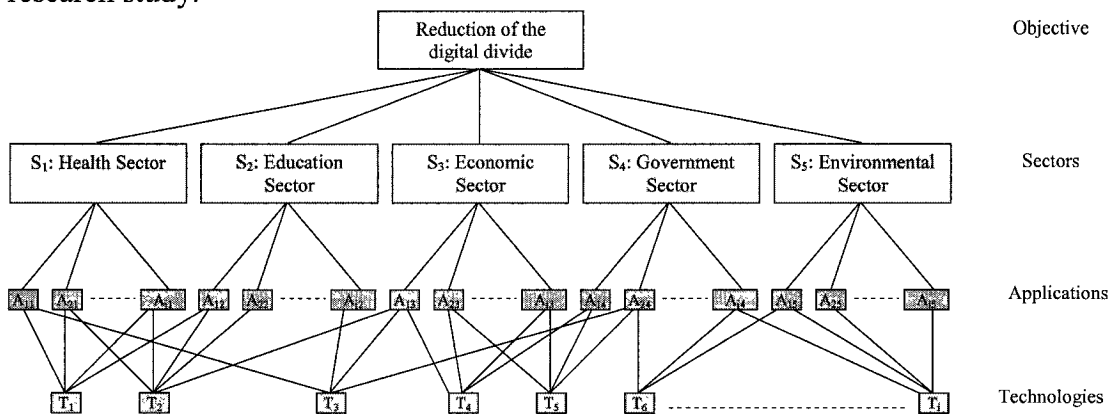 research study.
Reduction of the
digital divide
Objective
S₁: Health Sector
S₂: Education
Sector
S₃: Economic
Sector
S₄: Government
Sector
S₅: Environmental
Sector
Sectors
A₁₁ A₂₁ A₁₂ A₂₂ A₁₃ A₂₃ A₁₄ A₂₄ A₁₅ A₂₅
Applications
T₁ T₂ T₃ T₄ T₅ T₆ Tᵢ
Technologies